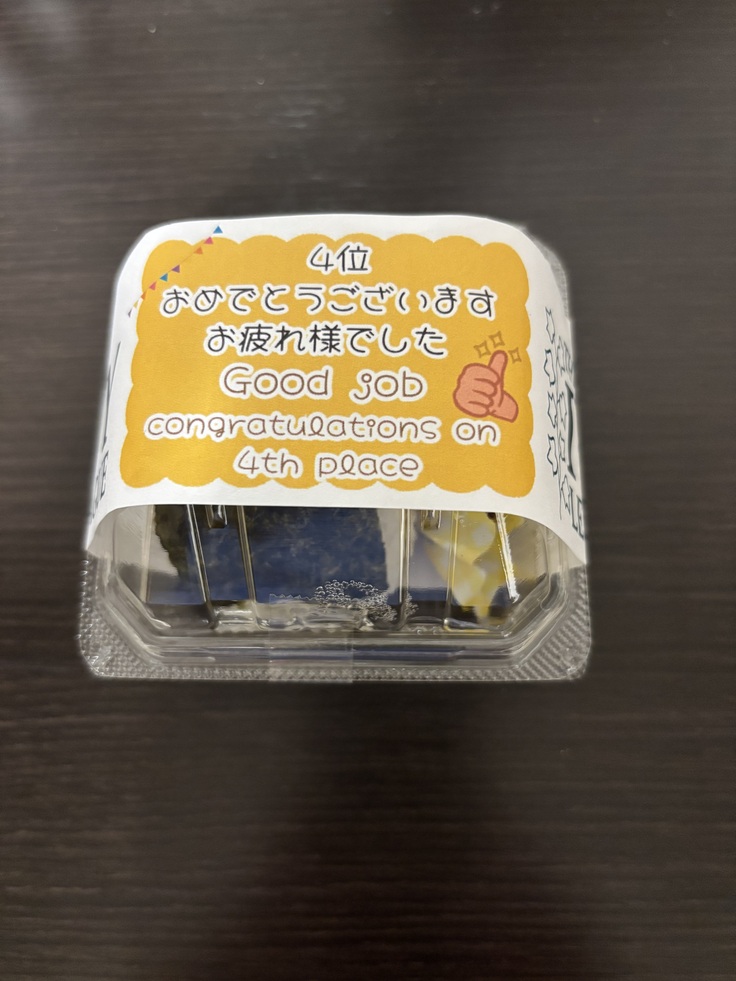 4位
おめでとうございます
お疲れ様でした
Good job
congratulations on
4th place